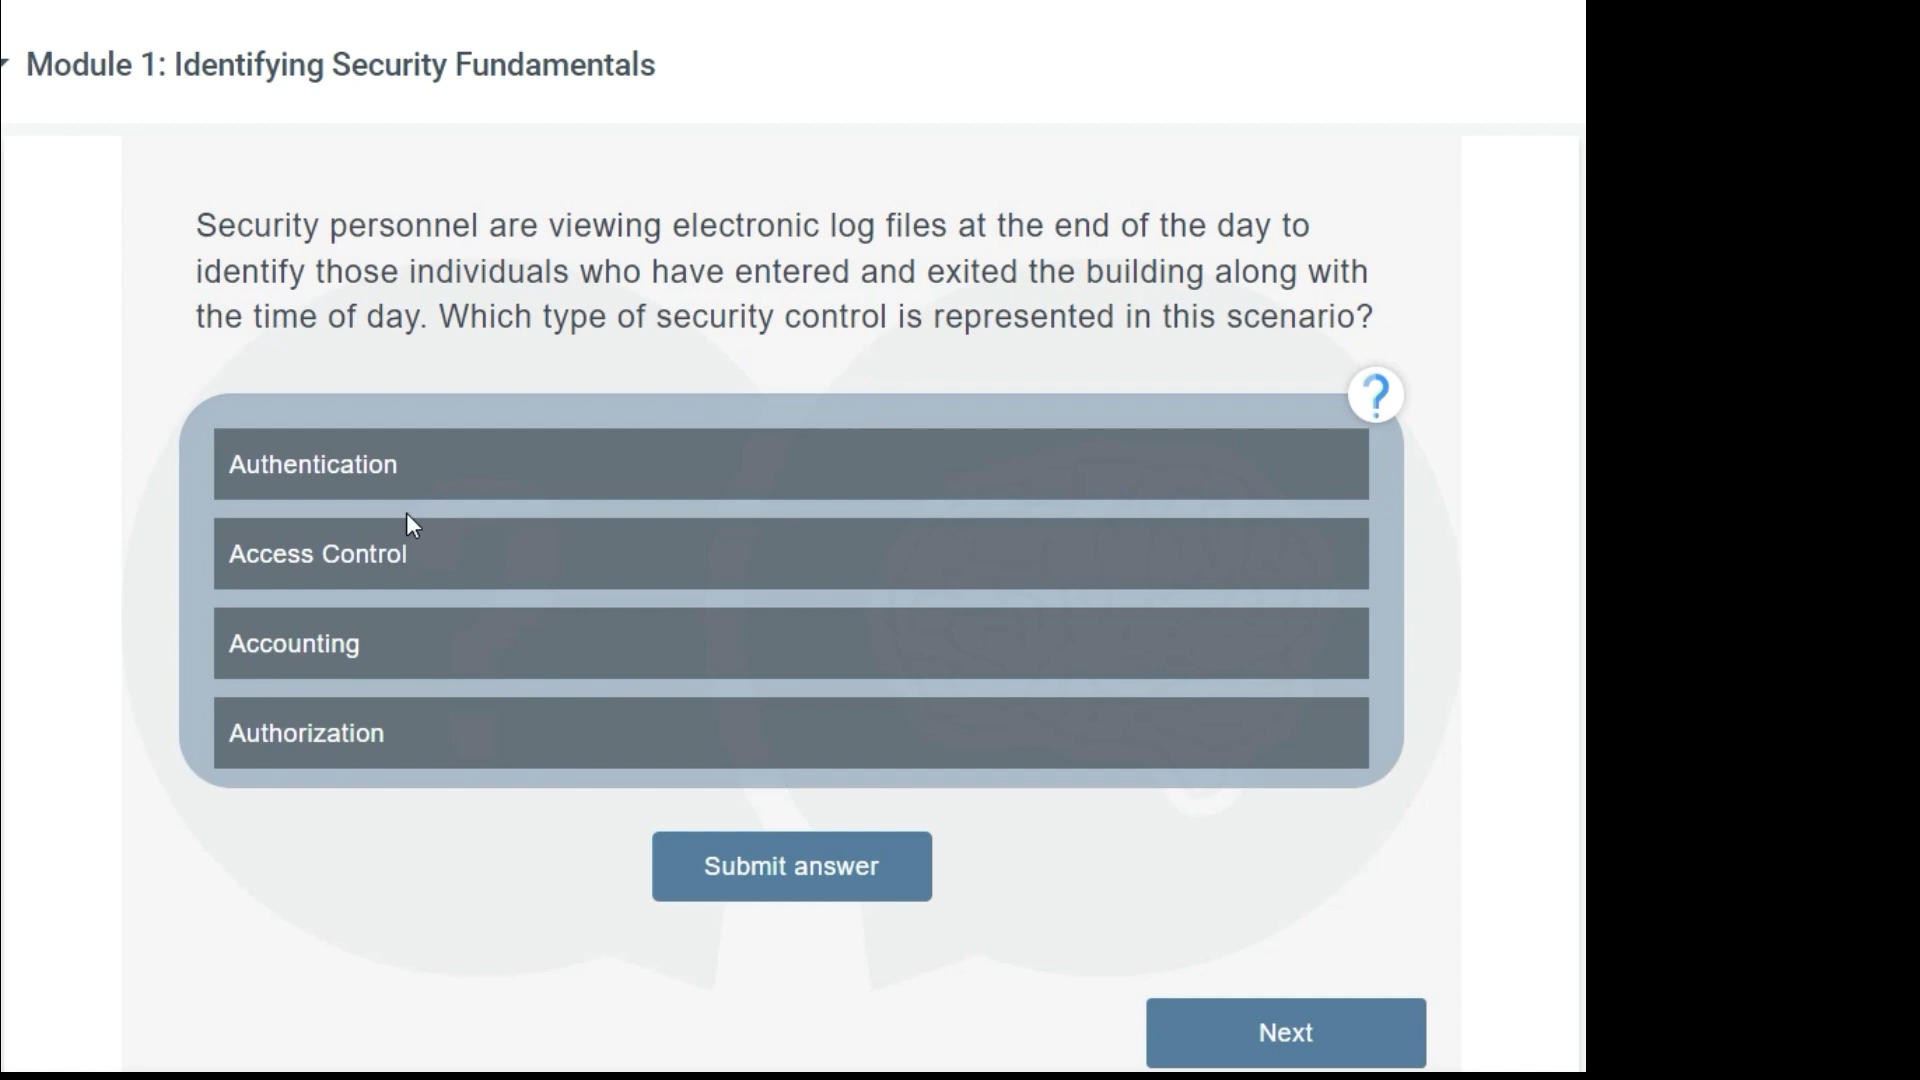 Module 1: Identifying Security Fundamentals
Security personnel are viewing electronic log files at the end of the day to
identify those individuals who have entered and exited the building along with
the time of day. Which type of security control is represented in this scenario?
?
Authentication
Access Control
Accounting
Authorization
Submit answer
Next